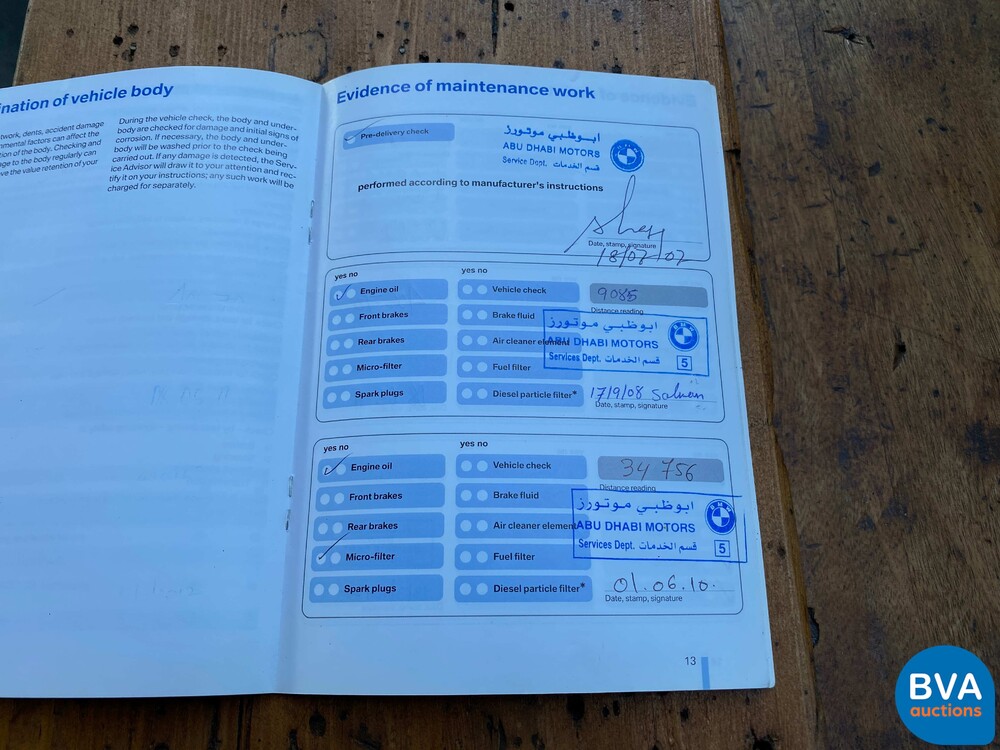 ination of vehicle body
twork, dents, accident damage
nmental factors can affect the
tion of the body. Checking and
ge to the body regularly can
ve the value retention of your
During the vehicle check, the body and under-
body are checked for damage and initial signs of
corrosion. If necessary, the body and under-
body will be washed prior to the check being
carried out. If any damage is detected, the Serv-
ice Advisor will draw it to your attention and rec-
tify it on your instructions; any such work will be
charged for separately.
Evidence of maintenance work
Pre-delivery check
أبوظبي موتورز
ABU DHABI MOTORS
Service Dept. قسم الخدمات
performed according to manufacturer's instructions
Date, stamp, signature
18/07/07
yes no
yes no
Engine oil
Vehicle check
9085
Distance reading
Front brakes
Brake fluid
ابوظبي موتورز
BMW
Rear brakes
Air cleaner element
ABU DHABI MOTORS
Micro-filter
Fuel filter
Services Dept. قسم الخدمات
5
Spark plugs
Diesel particle filter*
17/9/08 Salman
Date, stamp, signature
yes no
yes no
Engine oil
Vehicle check
34 756
Distance reading
Front brakes
Brake fluid
ابوظبي موتورز
BMW
Rear brakes
Air cleaner element
ABU DHABI MOTORS
Micro-filter
Fuel filter
Services Dept. قسم الخدمات
5
Spark plugs
Diesel particle filter*
01.06.10.
Date, stamp, signature
13
BVA
auctions